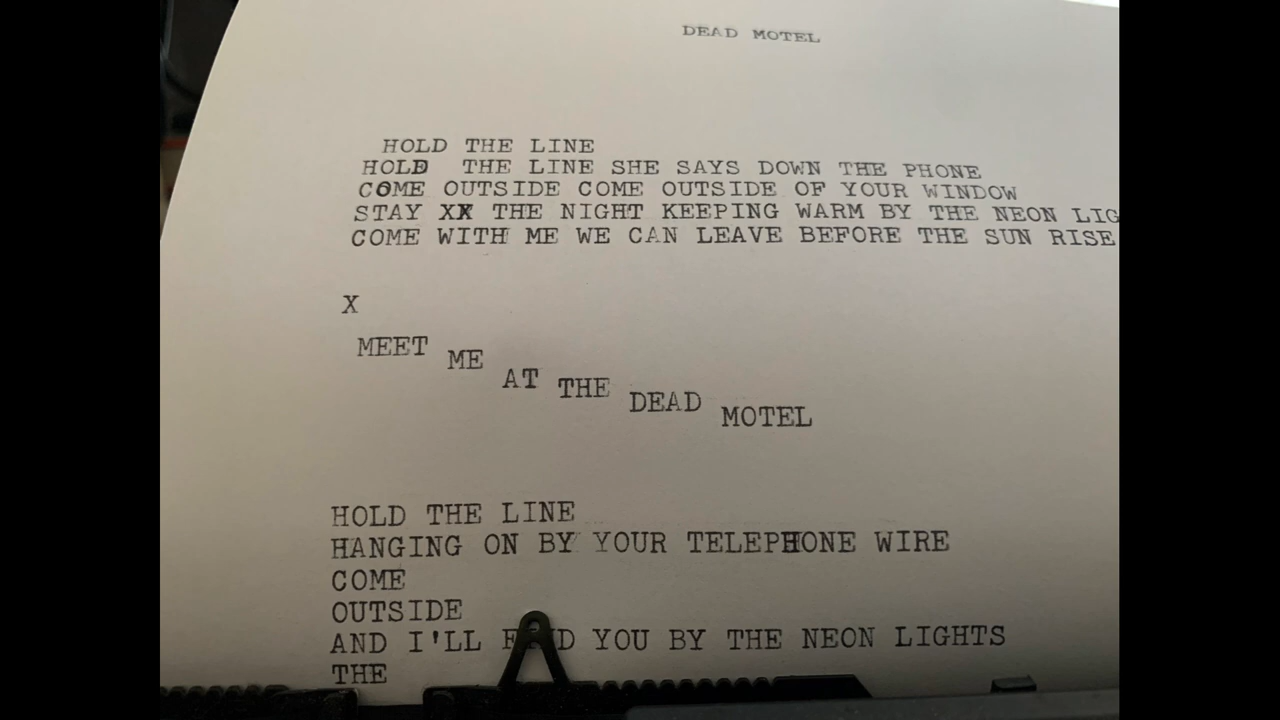 DEAD MOTEL
HOLD THE LINE
HOLD THE LINE SHE SAYS DOWN THE PHONE
COME OUTSIDE COME OUTSIDE OF YOUR WINDOW
STAY XX THE NIGHT KEEPING WARM BY THE NEON LIG
COME WITH ME WE CAN LEAVE BEFORE THE SUN RISE
X
MEET ME AT THE DEAD MOTEL
HOLD THE LINE
HANGING ON BY YOUR TELEPHONE WIRE
COME
OUTSIDE
AND I'LL YOU BY THE NEON LIGHTS
THE